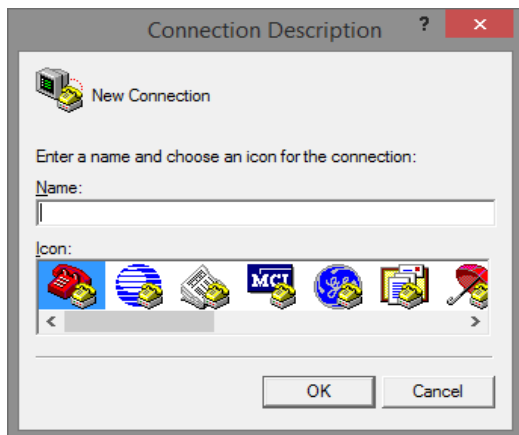 Connection Description
?
New Connection
Enter a name and choose an icon for the connection:
Name:
Icon:
MCI
OK
Cancel